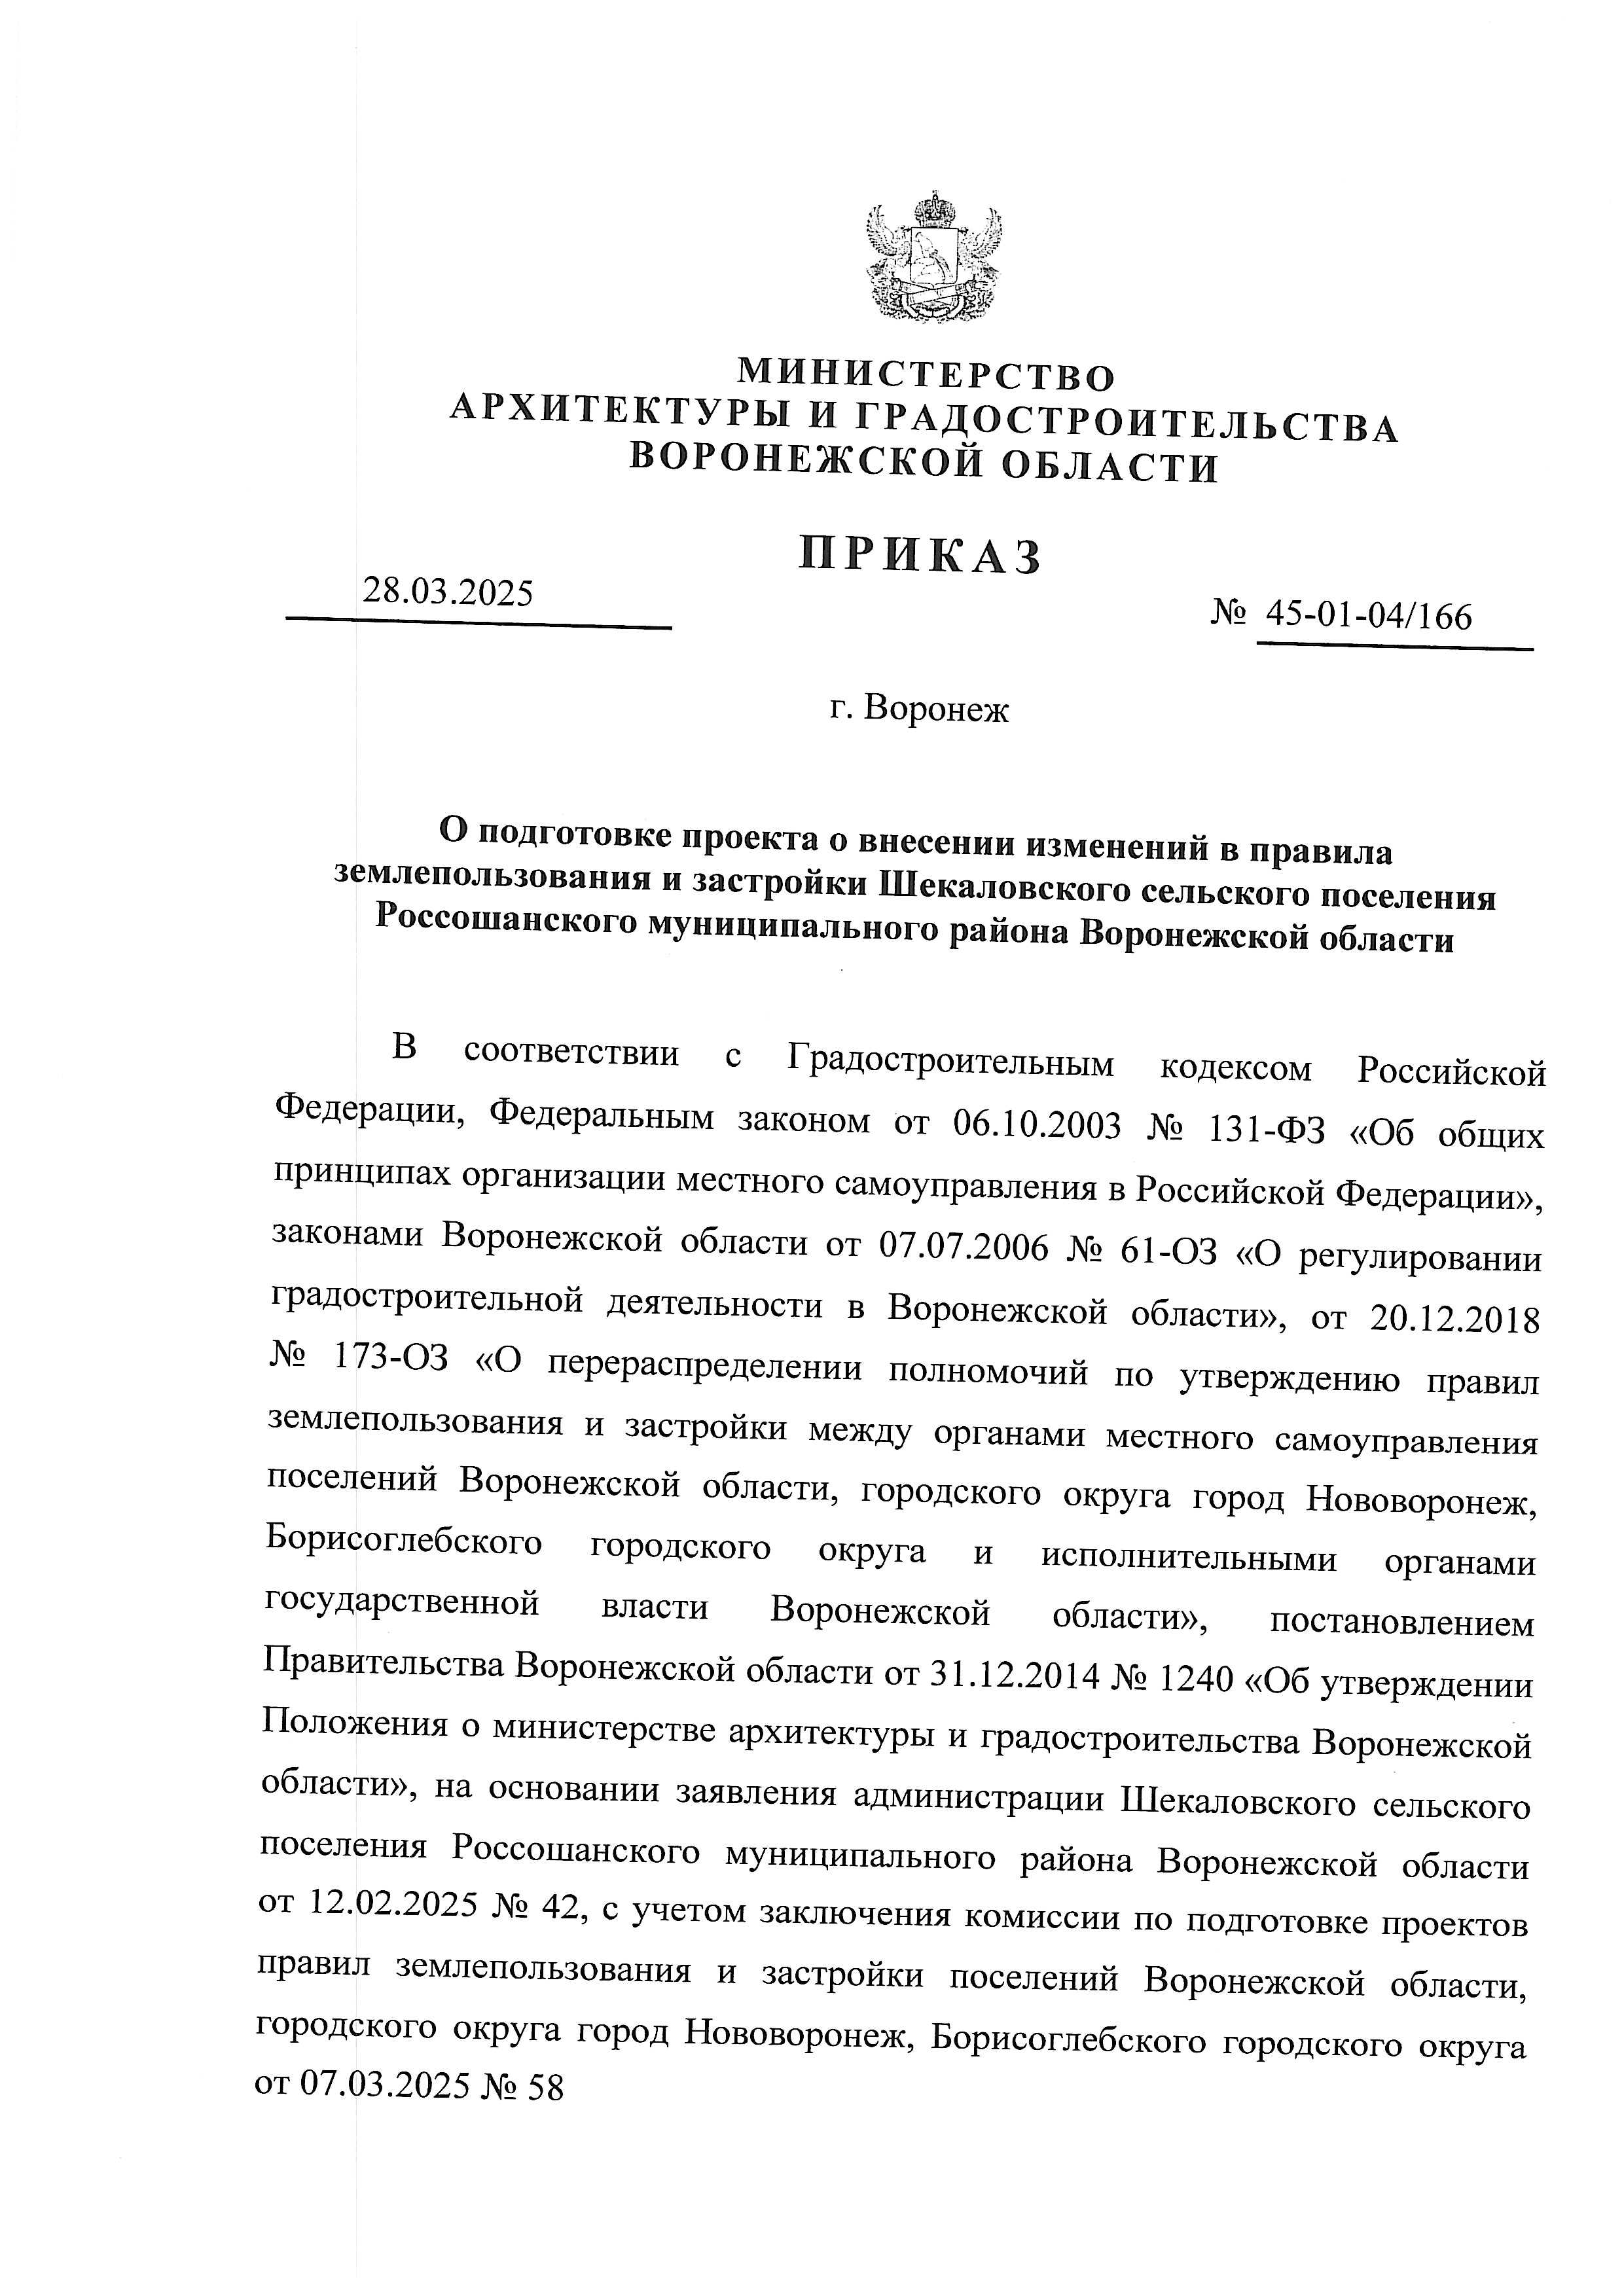 МИНИСТЕРСТВО
АРХИТЕКТУРЫ И ГРАДОСТРОИТЕЛЬСТВА
ВОРОНЕЖСКОЙ ОБЛАСТИ
ПРИКАЗ
28.03.2025
№ 45-01-04/166
г. Воронеж
О подготовке проекта о внесении изменений в правила
землепользования и застройки Шекаловского сельского поселения
Россошанского муниципального района Воронежской области
В соответствии с Градостроительным кодексом Российской
Федерации, Федеральным законом от 06.10.2003 № 131-ФЗ «Об общих
принципах организации местного самоуправления в Российской Федерации»,
законами Воронежской области от 07.07.2006 № 61-ОЗ «О регулировании
градостроительной деятельности в Воронежской области», от 20.12.2018
№ 173-ОЗ «О перераспределении полномочий по утверждению правил
землепользования и застройки между органами местного самоуправления
поселений Воронежской области, городского округа город Нововоронеж,
Борисоглебского городского округа и исполнительными органами
государственной власти Воронежской области», постановлением
Правительства Воронежской области от 31.12.2014 № 1240 «Об утверждении
Положения о министерстве архитектуры и градостроительства Воронежской
области», на основании заявления администрации Шекаловского сельского
поселения Россошанского муниципального района Воронежской области
от 12.02.2025 № 42, с учетом заключения комиссии по подготовке проектов
правил землепользования и застройки поселений Воронежской области,
городского округа город Нововоронеж, Борисоглебского городского округа
от 07.03.2025 № 58